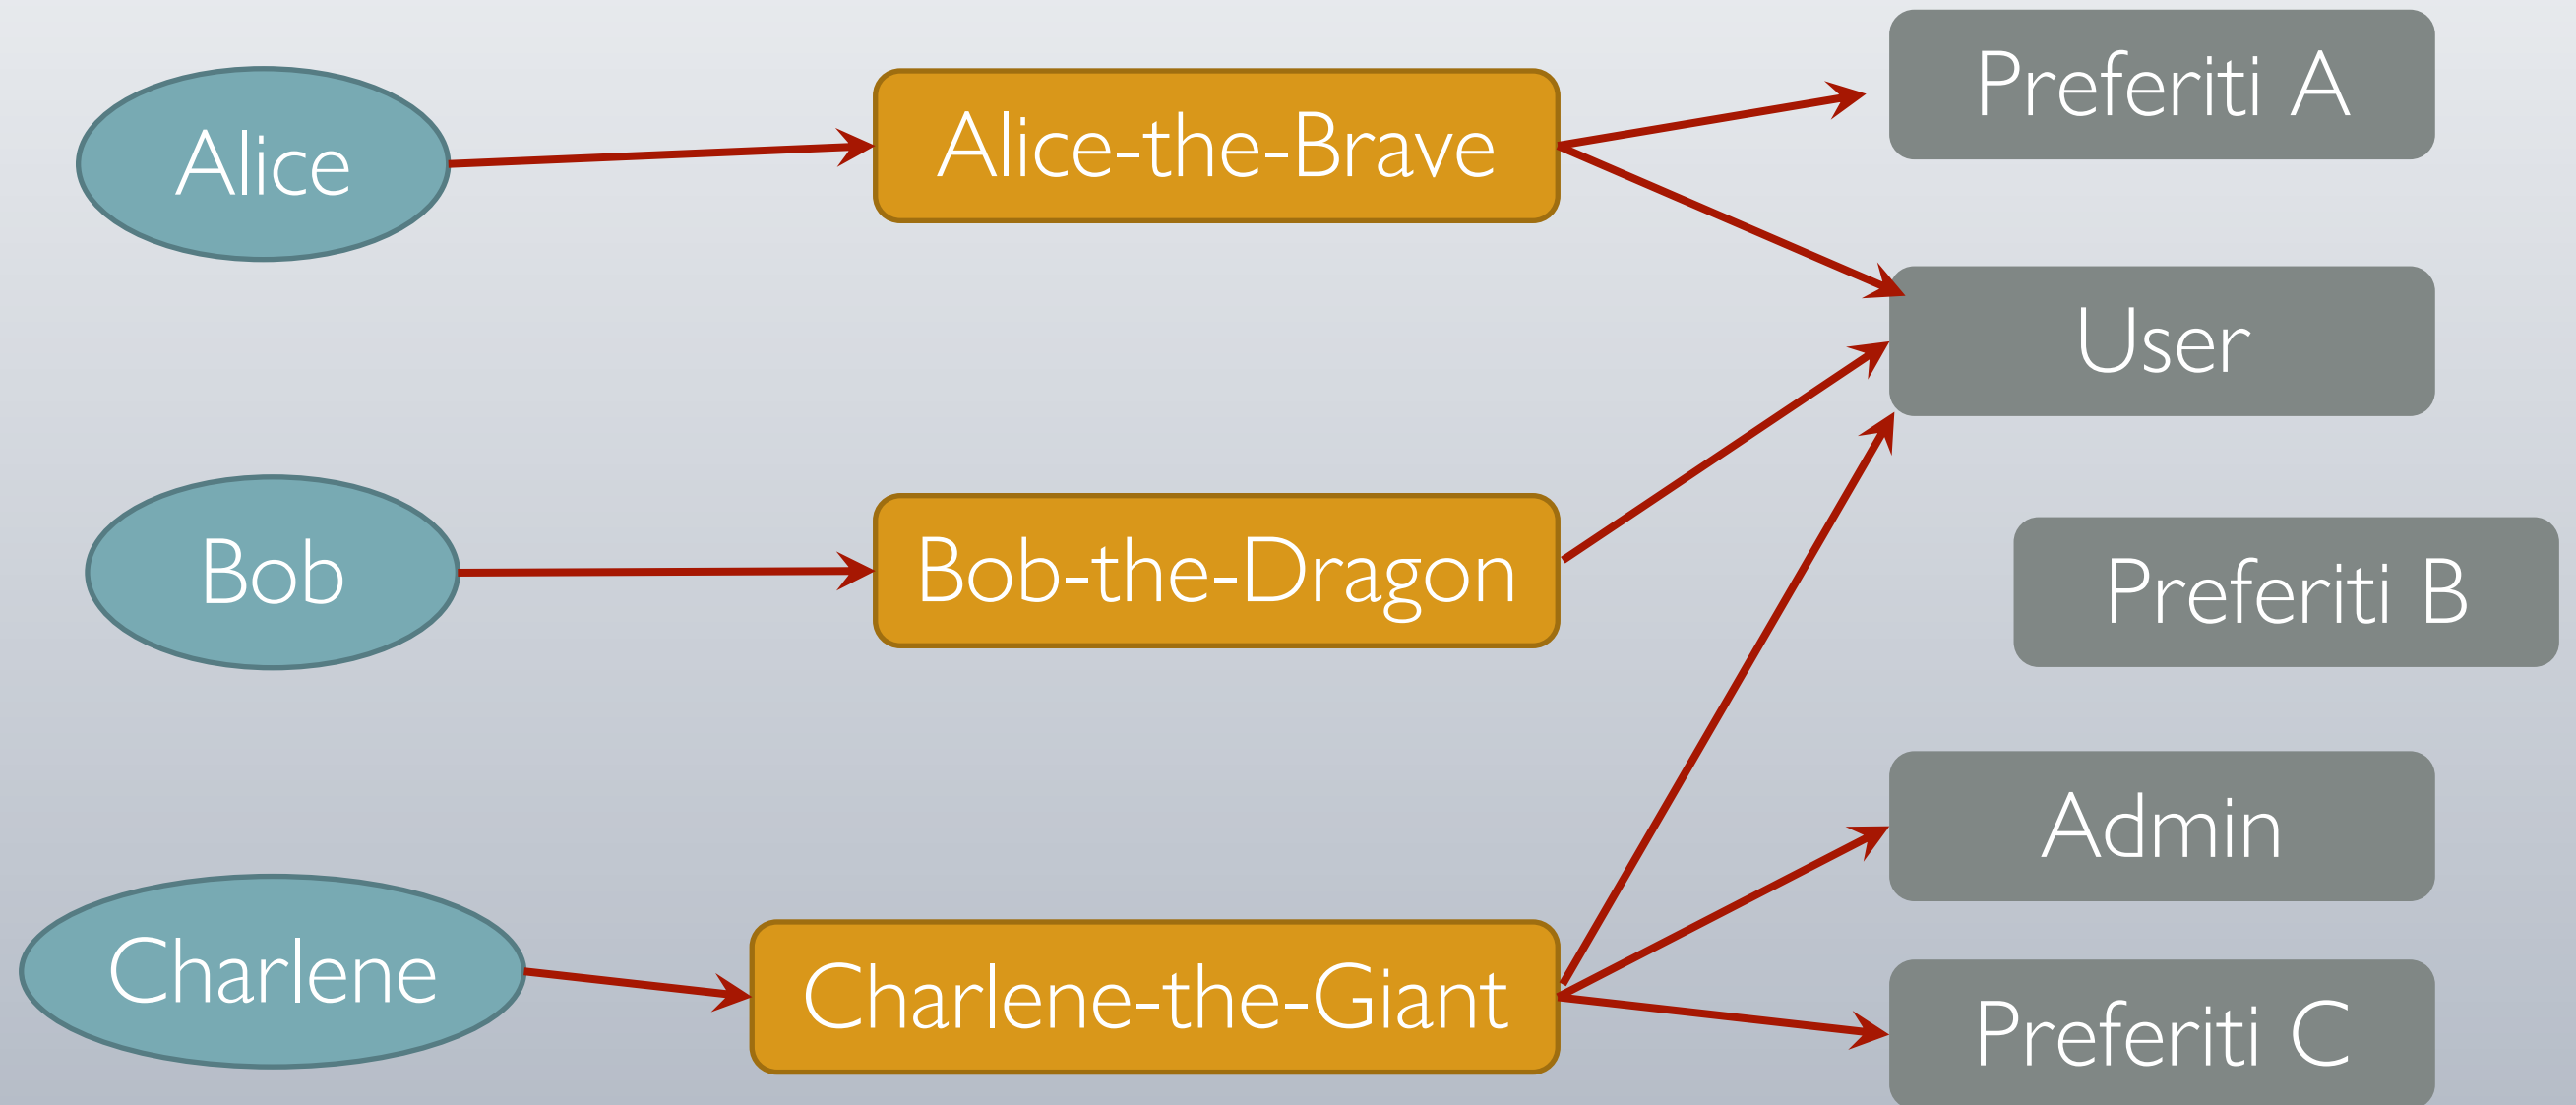 Alice
Alice-the-Brave
Preferiti A
User
Bob
Bob-the-Dragon
Preferiti B
Charlene
Charlene-the-Giant
Admin
Preferiti C